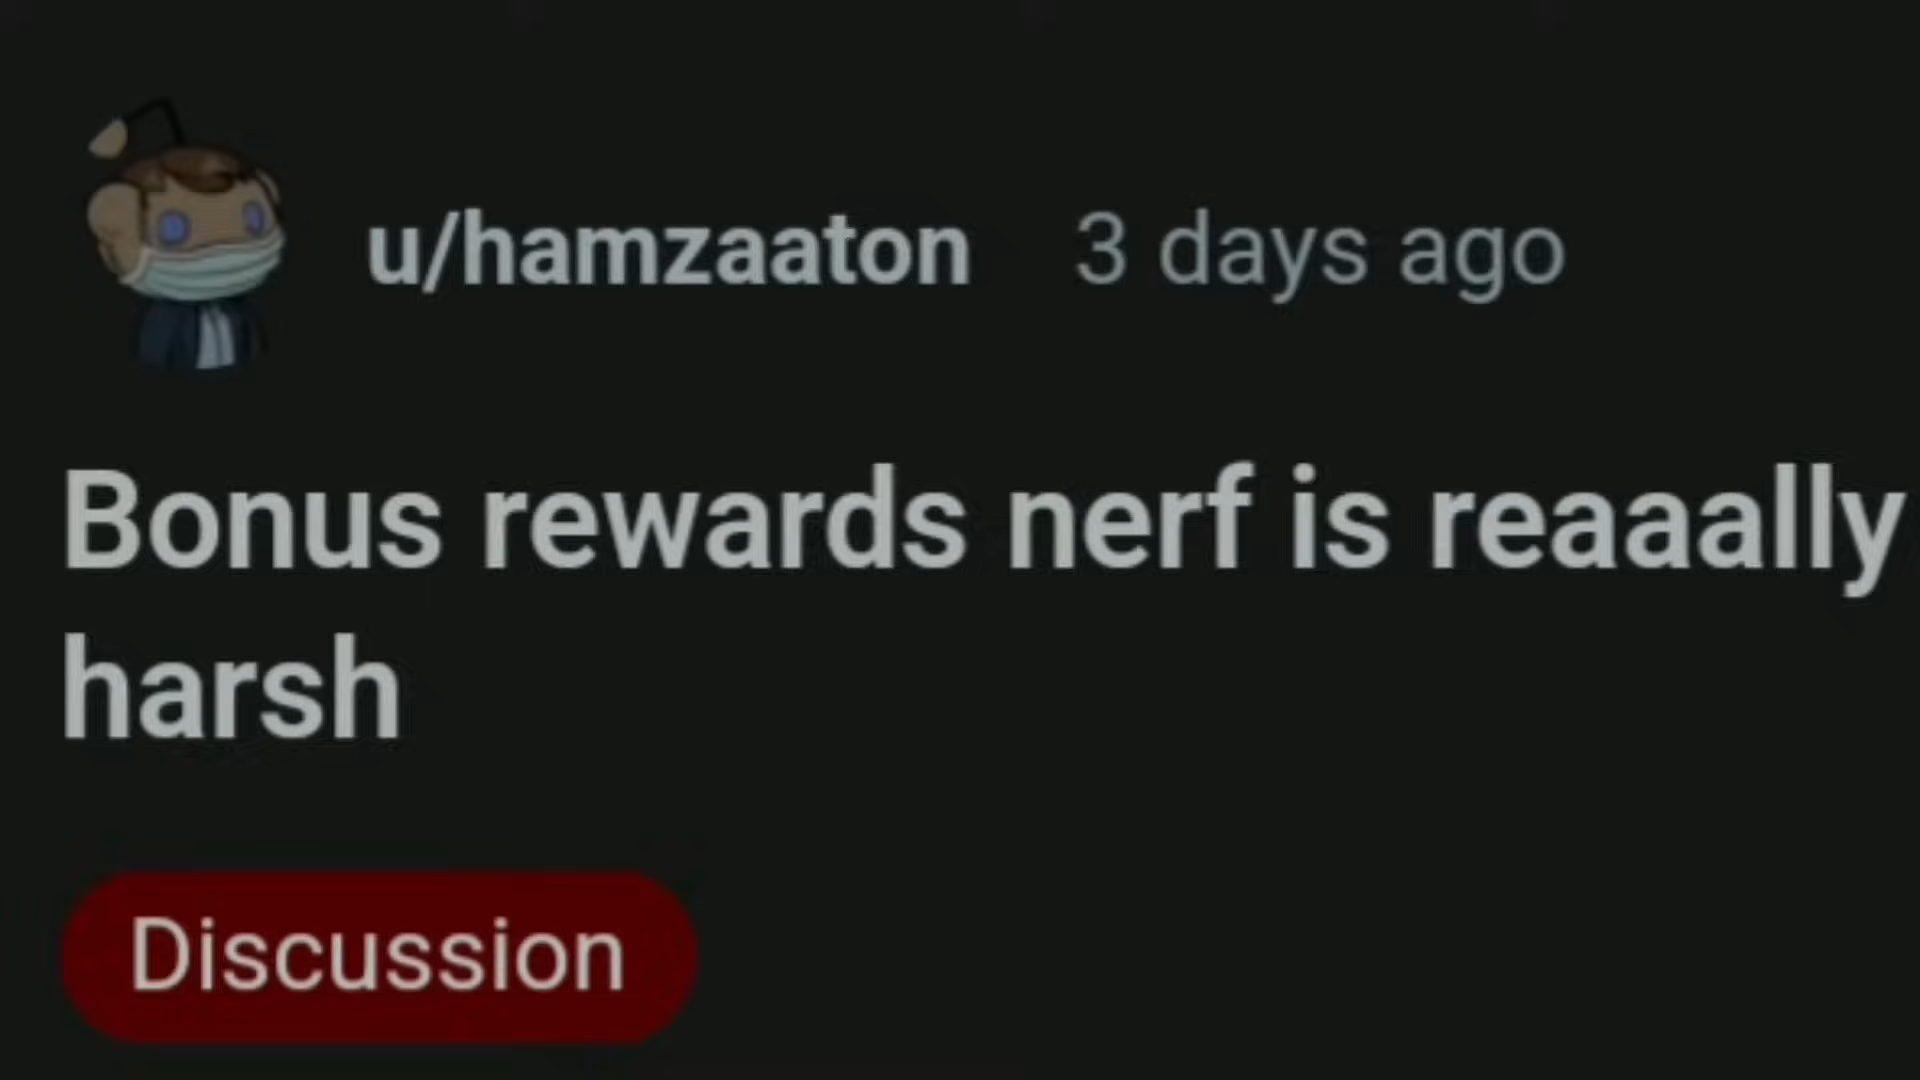 u/hamzaaton 3 days ago
Bonus rewards nerf is reaaally
harsh
Discussion